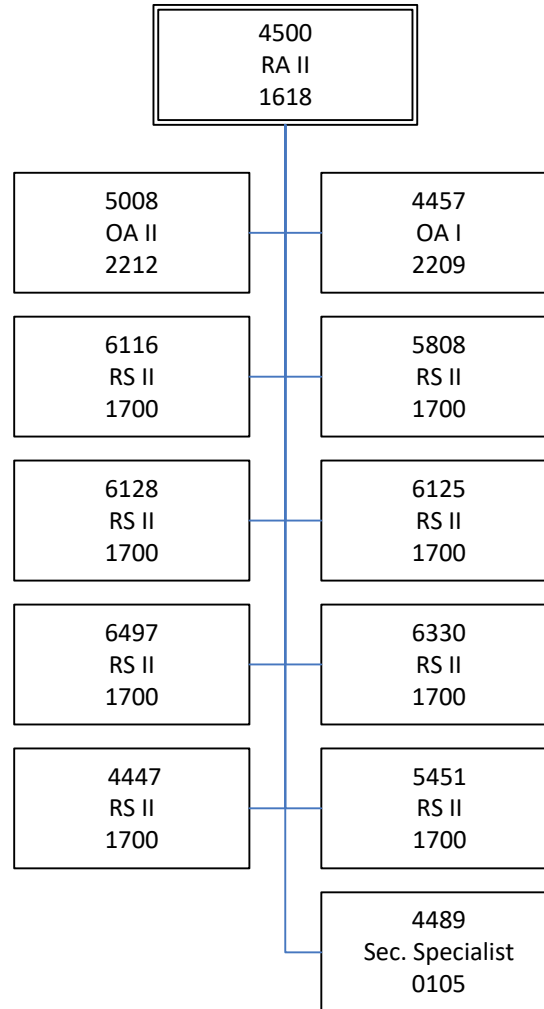 4500
RA II
1618
5008
OA II
2212
4457
OA I
2209
6116
RS II
1700
5808
RS II
1700
6128
RS II
1700
6125
RS II
1700
6497
RS II
1700
6330
RS II
1700
4447
RS II
1700
5451
RS II
1700
4489
Sec. Specialist
0105